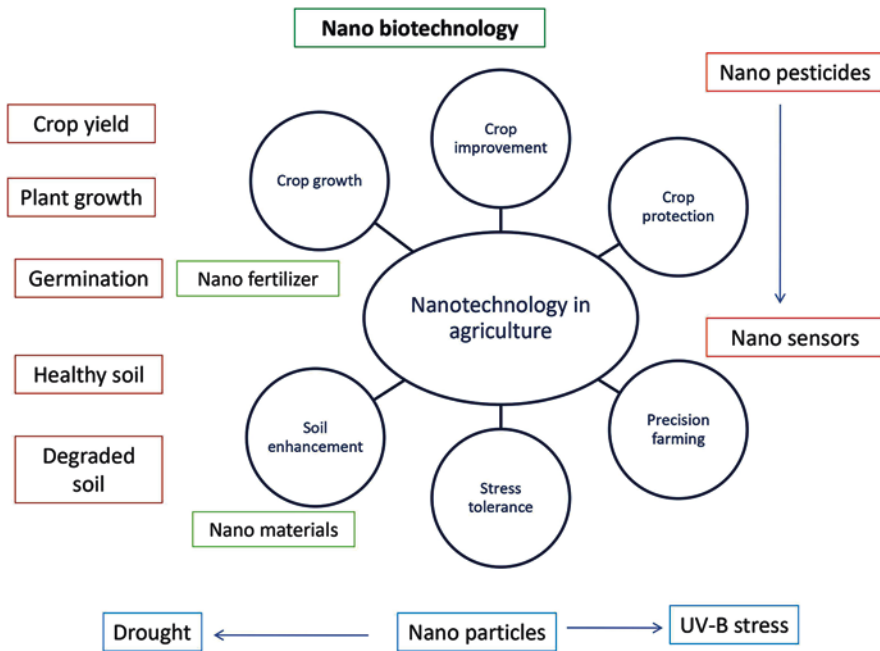 Nano biotechnology
Nano pesticides
Crop yield
Crop
improvement
Crop growth
Plant growth
Crop
protection
Germination
Nano fertilizer
Nanotechnology in
agriculture
Nano sensors
Healthy soil
Soil
enhancement
Precision
farming
Degraded
soil
Stress
tolerance
Nano materials
Drought
Nano particles
UV-B stress